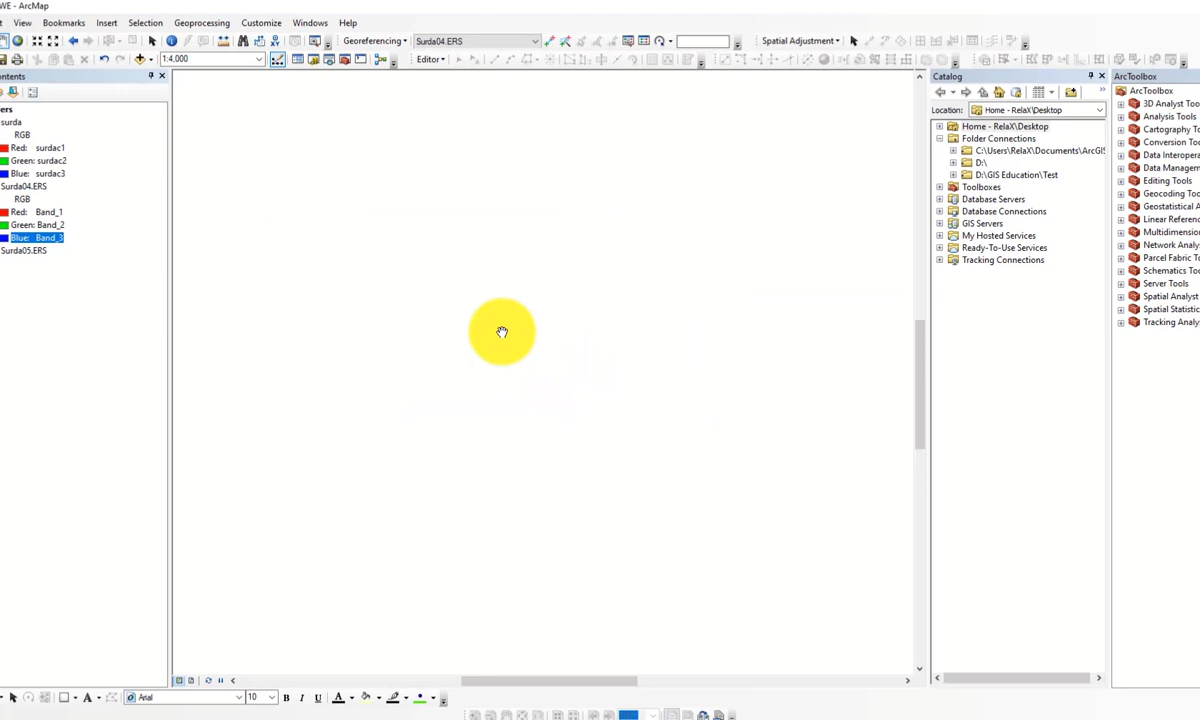 WE - ArcMap
t View Bookmarks Insert Selection Geoprocessing Customize Windows Help
Georeferencing Surda04.ERS Spatial Adjustment
1:4,000 Editor
ontents
ers
surda
RGB
Red: surdac1
Green: surdac2
Blue: surdac3
Surda04.ERS
RGB
Red: Band_1
Green: Band_2
Blue: Band_3
Surda05.ERS
Catalog
Location: Home - RelaX\Desktop
Home - RelaX\Desktop
Folder Connections
C:\Users\RelaX\Documents\ArcGIS
D:\
D:\GIS Education\Test
Toolboxes
Database Servers
Database Connections
GIS Servers
My Hosted Services
Ready-To-Use Services
Tracking Connections
ArcToolbox
ArcToolbox
3D Analyst Too
Analysis Tools
Cartography To
Conversion Too
Data Interopera
Data Managem
Editing Tools
Geocoding Too
Geostatistical A
Linear Referenc
Multidimension
Network Analys
Parcel Fabric To
Schematics Too
Server Tools
Spatial Analyst
Spatial Statistic
Tracking Analys
Arial 10 B I U A